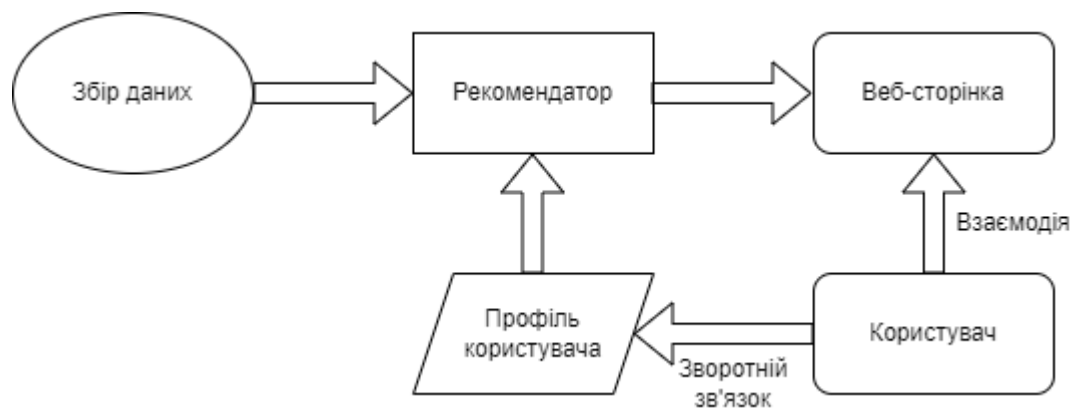 Збір даних
Рекомендатор
Веб-сторінка
Взаємодія
Профіль
користувача
Зворотній
зв'язок
Користувач